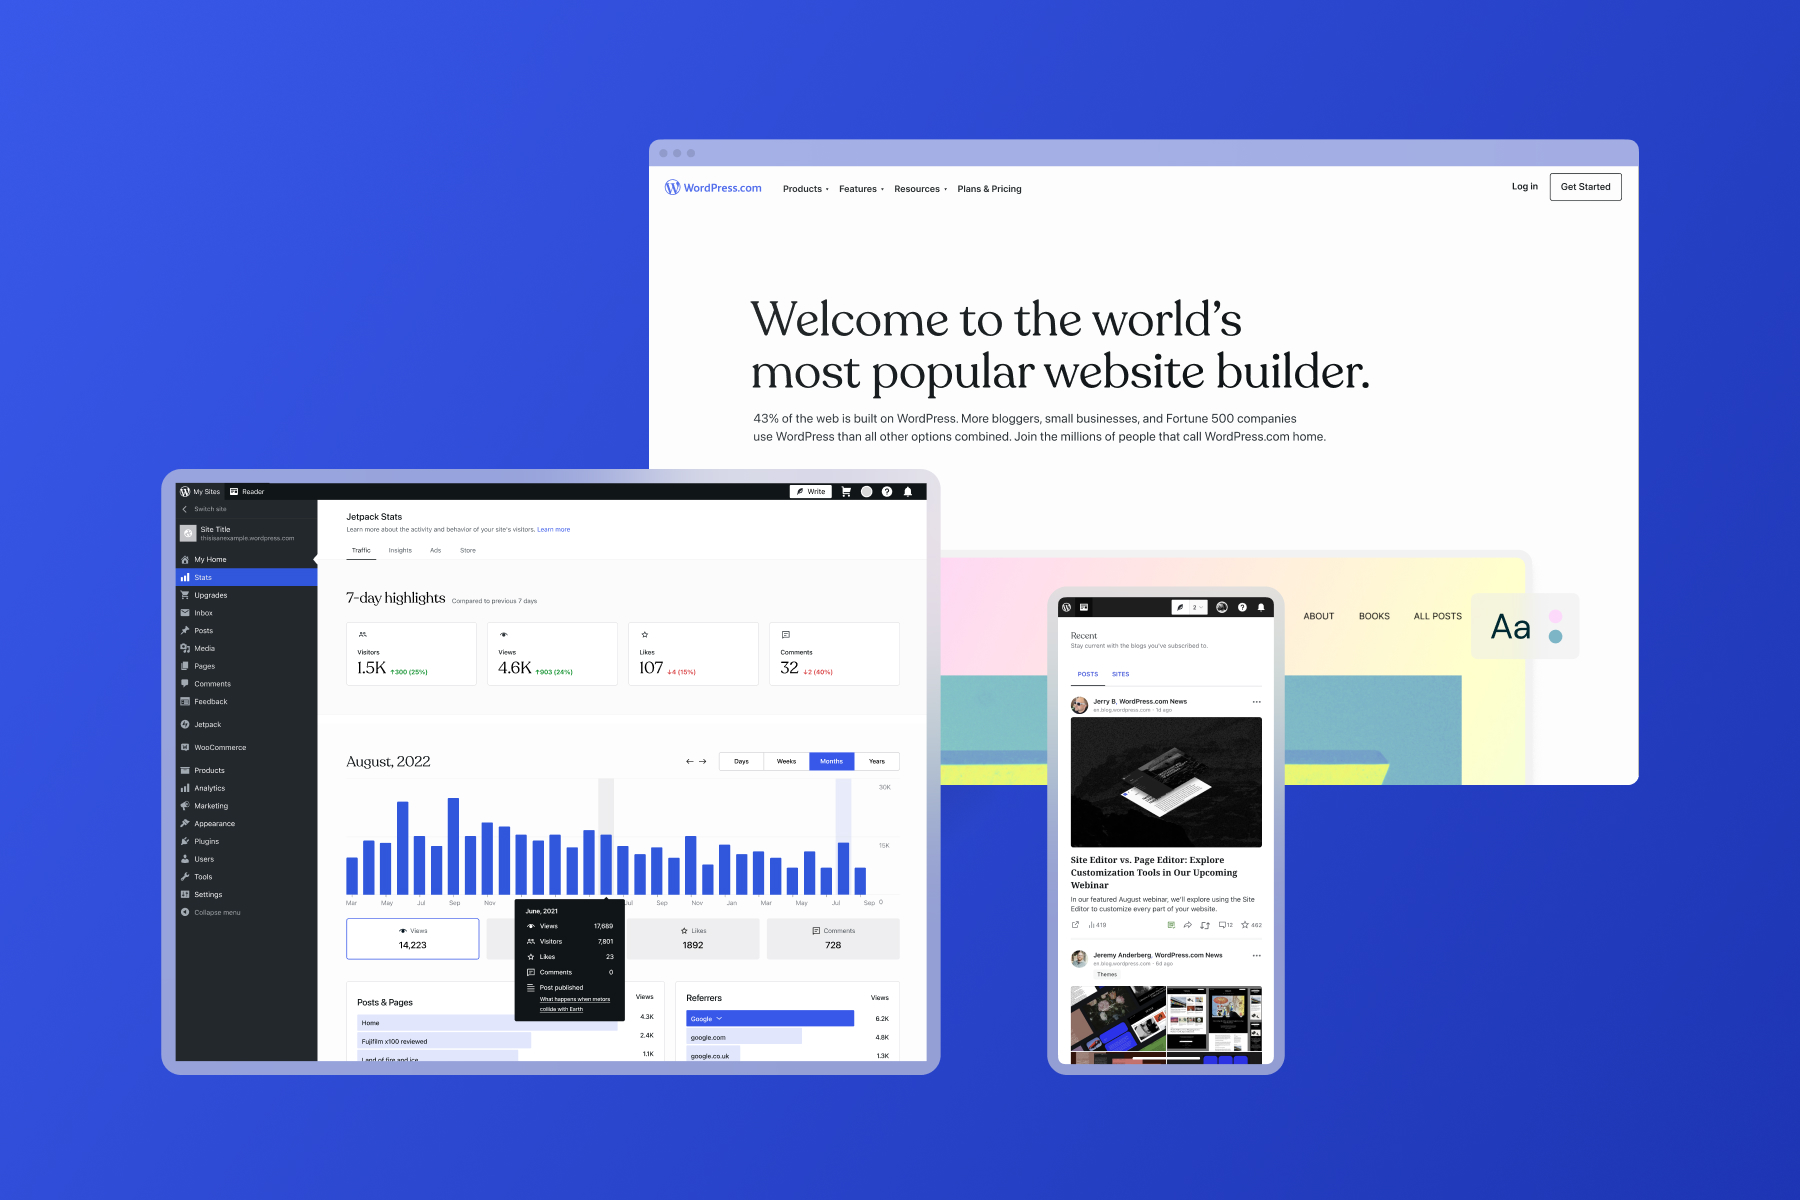 WordPress.com
Products
Features
Resources
Plans & Pricing
Log in
Get Started
Welcome to the world's
most popular website builder.
43% of the web is built on WordPress. More bloggers, small businesses, and Fortune 500 companies
use WordPress than all other options combined. Join the millions of people that call WordPress.com home.
ABOUT
BOOKS
ALL POSTS
Aa
My Sites
Reader
Write
Switch site
Site Title
thisisanexample.wordpress.com
My Home
Stats
Upgrades
Inbox
Posts
Media
Pages
Comments
Feedback
Jetpack
WooCommerce
Products
Analytics
Marketing
Appearance
Plugins
Users
Tools
Settings
Collapse menu
Jetpack Stats
Learn more about the activity and behavior of your site's visitors. Learn more
Traffic
Insights
Ads
Store
7-day highlights
Compared to previous 7 days
Visitors
1.5K ↑300 (25%)
Views
4.6K ↑903 (24%)
Likes
107 ↓4 (15%)
Comments
32 ↓2 (40%)
August, 2022
← →
Days
Weeks
Months
Years
30K
15K
0
Mar
May
Jul
Sep
Nov
Jul
Sep
Nov
Jan
Mar
May
Jul
Sep
June, 2021
Views 17,689
Visitors 7,801
Likes 23
Comments 0
Post published
What happens when metors
collide with Earth
Views
14,223
Likes
1892
Comments
728
Posts & Pages
Views
Home
4.3K
Fujifilm x100 reviewed
2.4K
Land of fire and ice
1.1K
Referrers
Views
Google
6.2K
google.com
4.8K
google.co.uk
1.3K
2
Recent
Stay current with the blogs you've subscribed to.
POSTS
SITES
Jerry B, WordPress.com News
en.blog.wordpress.com · 1d ago
Site Editor vs. Page Editor: Explore
Customization Tools in Our Upcoming
Webinar
In our featured August webinar, we'll explore using the Site
Editor to customize every part of your website.
419
12
462
Jeremy Anderberg, WordPress.com News
en.blog.wordpress.com · 6d ago
Themes